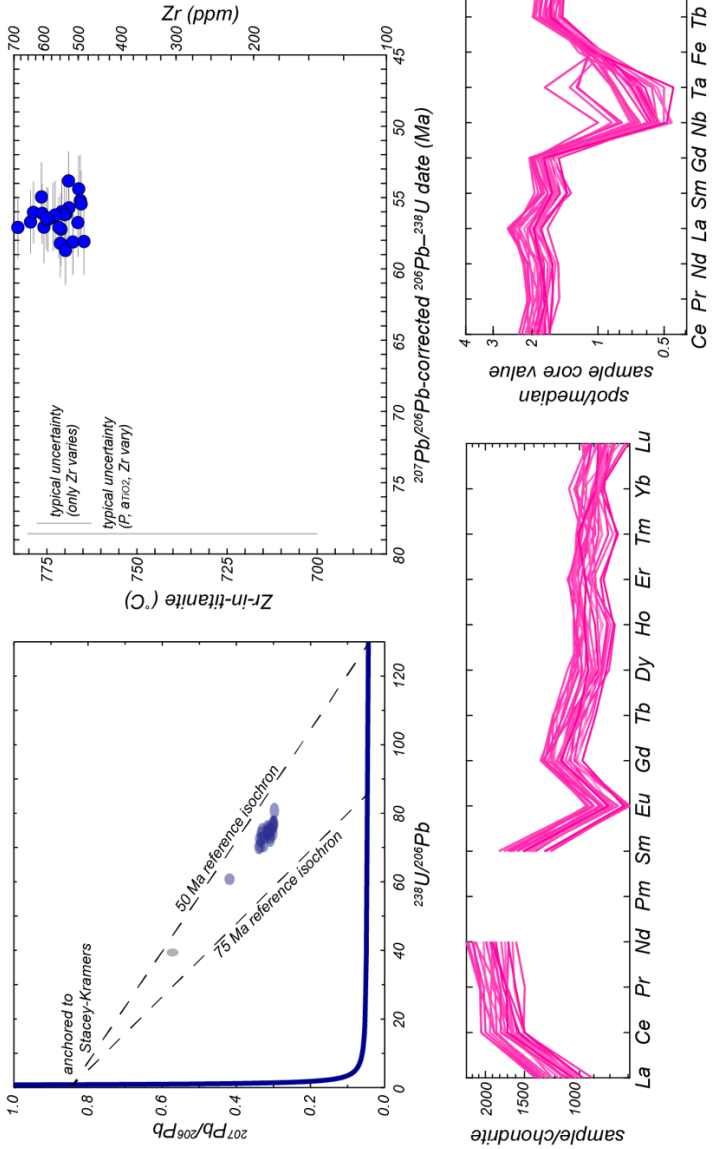 1.0
0.8
0.6
0.4
0.2
0.0
207Pb/206Pb
anchored to
Stacey-Kramers
50 Ma reference isochron
75 Ma reference isochron
0 20 40 60 80 100 120
238U/206Pb
775
750
725
700
Zr-in-titanite (°C)
typical uncertainty
(only Zr varies)
typical uncertainty
(P, aTiO2, Zr vary)
700
600
500
400
300
200
100
Zr (ppm)
80 75 70 65 60 55 50 45
207Pb/206Pb-corrected 206Pb–238U date (Ma)
2000
1500
1000
sample/chondrite
La Ce Pr Nd Pm Sm Eu Gd Tb Dy Ho Er Tm Yb Lu
4
3
2
1
0.5
spot/median
sample core value
Ce Pr Nd La Sm Gd Nb Ta Fe Tb